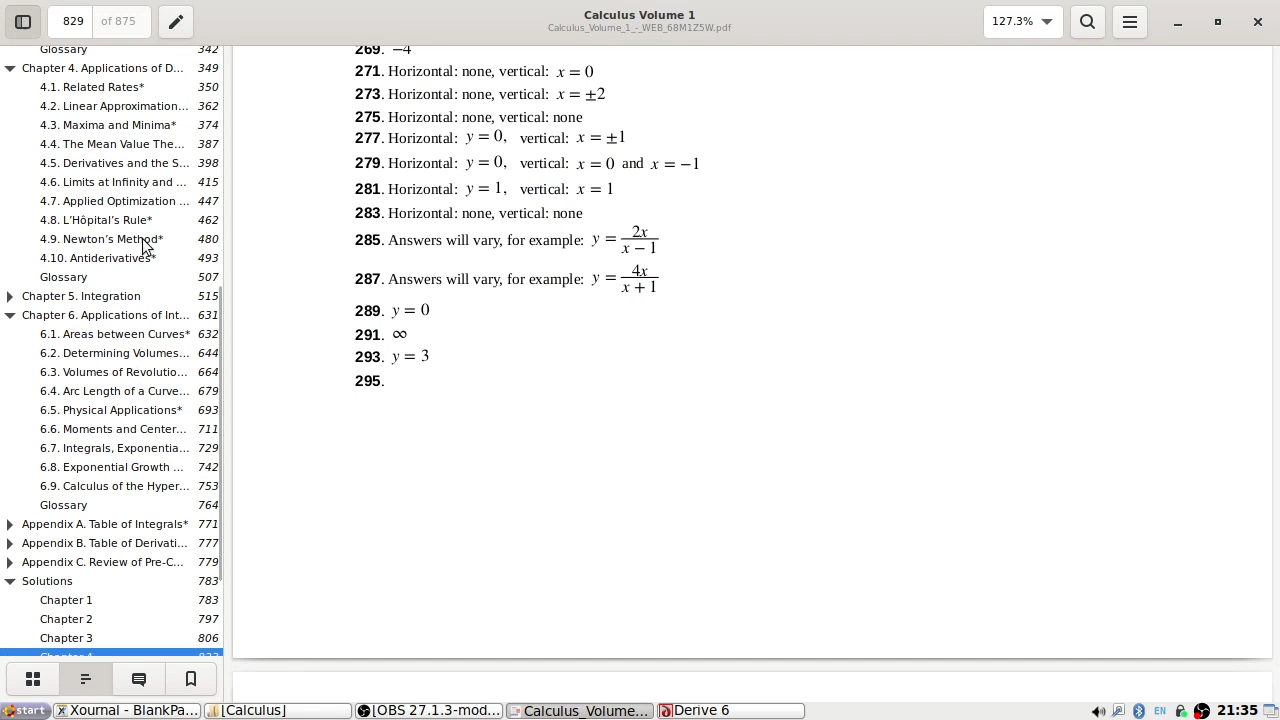 829 of 875
Calculus Volume 1
Calculus_Volume_1_-_WEB_68M1Z5W.pdf
127.3%
Glossary 342
Chapter 4. Applications of D... 349
4.1. Related Rates* 350
4.2. Linear Approximation... 362
4.3. Maxima and Minima* 374
4.4. The Mean Value The... 387
4.5. Derivatives and the S... 398
4.6. Limits at Infinity and ... 415
4.7. Applied Optimization ... 447
4.8. L’Hôpital’s Rule* 462
4.9. Newton’s Method* 480
4.10. Antiderivatives* 493
Glossary 507
Chapter 5. Integration 515
Chapter 6. Applications of Int... 631
6.1. Areas between Curves* 632
6.2. Determining Volumes... 644
6.3. Volumes of Revolutio... 664
6.4. Arc Length of a Curve... 679
6.5. Physical Applications* 693
6.6. Moments and Center... 711
6.7. Integrals, Exponentia... 729
6.8. Exponential Growth ... 742
6.9. Calculus of the Hyper... 753
Glossary 764
Appendix A. Table of Integrals* 771
Appendix B. Table of Derivati... 777
Appendix C. Review of Pre-C... 779
Solutions 783
Chapter 1 783
Chapter 2 797
Chapter 3 806
269. −4
271. Horizontal: none, vertical: x = 0
273. Horizontal: none, vertical: x = ±2
275. Horizontal: none, vertical: none
277. Horizontal: y = 0, vertical: x = ±1
279. Horizontal: y = 0, vertical: x = 0 and x = −1
281. Horizontal: y = 1, vertical: x = 1
283. Horizontal: none, vertical: none
285. Answers will vary, for example: y = 2x / x − 1
287. Answers will vary, for example: y = 4x / x + 1
289. y = 0
291. ∞
293. y = 3
295.
start Xournal - BlankPa... [Calculus] [OBS 27.1.3-mod... Calculus_Volume... Derive 6 EN 21:35